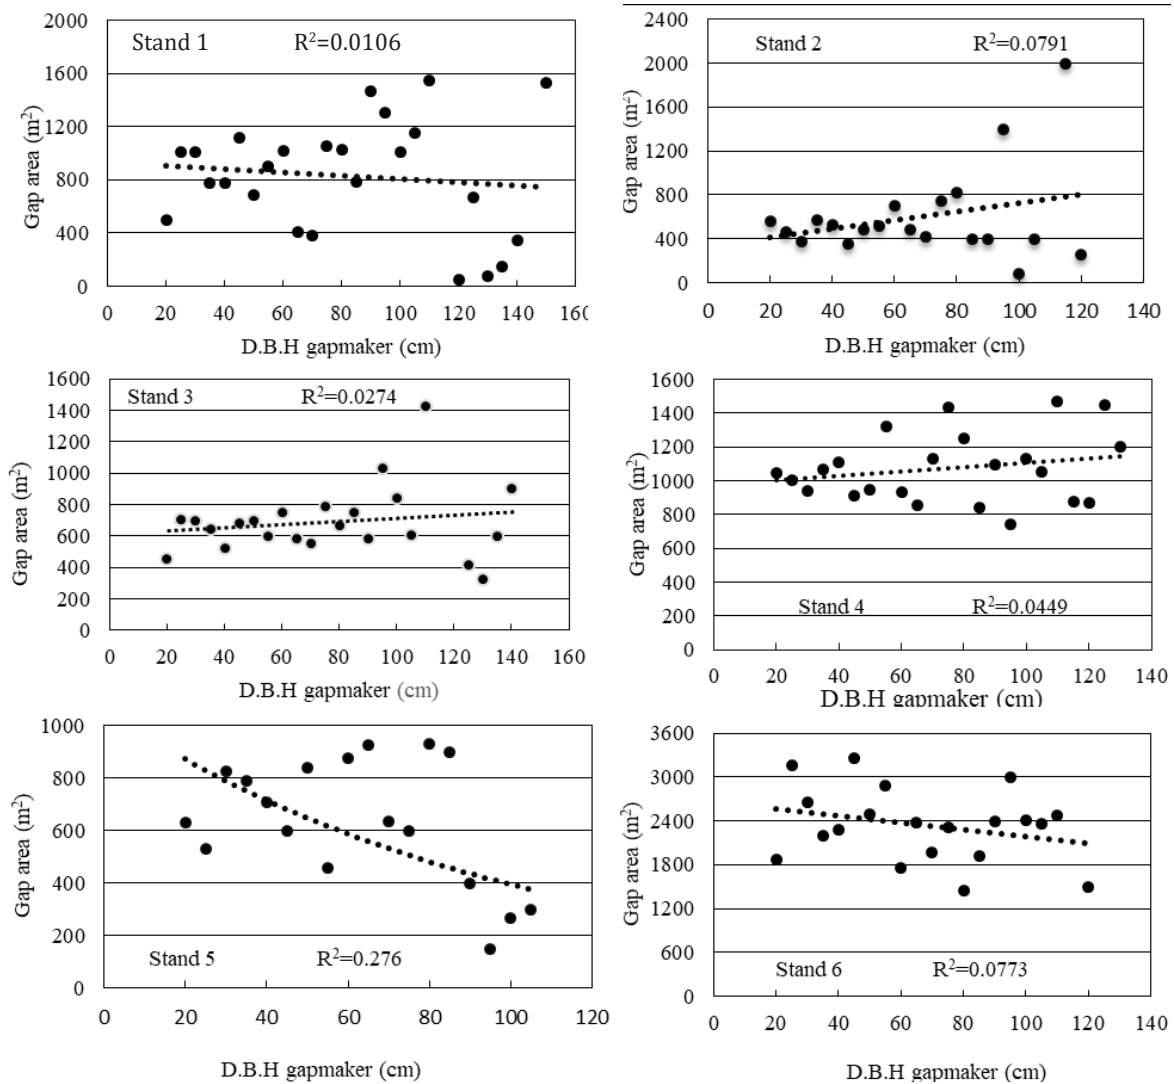 Stand 1 R²=0.0106
Gap area (m²)
2000
1600
1200
800
400
0
0 20 40 60 80 100 120 140 160
D.B.H gapmaker (cm)
Stand 2 R²=0.0791
Gap area (m²)
2400
2000
1600
1200
800
400
0
0 20 40 60 80 100 120 140
D.B.H gapmaker (cm)
Stand 3 R²=0.0274
Gap area (m²)
1600
1400
1200
1000
800
600
400
200
0
0 20 40 60 80 100 120 140 160
D.B.H gapmaker (cm)
Gap area (m²)
1600
1400
1200
1000
800
600
400
200
0
Stand 4 R²=0.0449
0 20 40 60 80 100 120 140
D.B.H gapmaker (cm)
Gap area (m²)
1000
800
600
400
200
0
Stand 5 R²=0.276
0 20 40 60 80 100 120
D.B.H gapmaker (cm)
Gap area (m²)
3600
3000
2400
1800
1200
600
0
Stand 6 R²=0.0773
0 20 40 60 80 100 120 140
D.B.H gapmaker (cm)